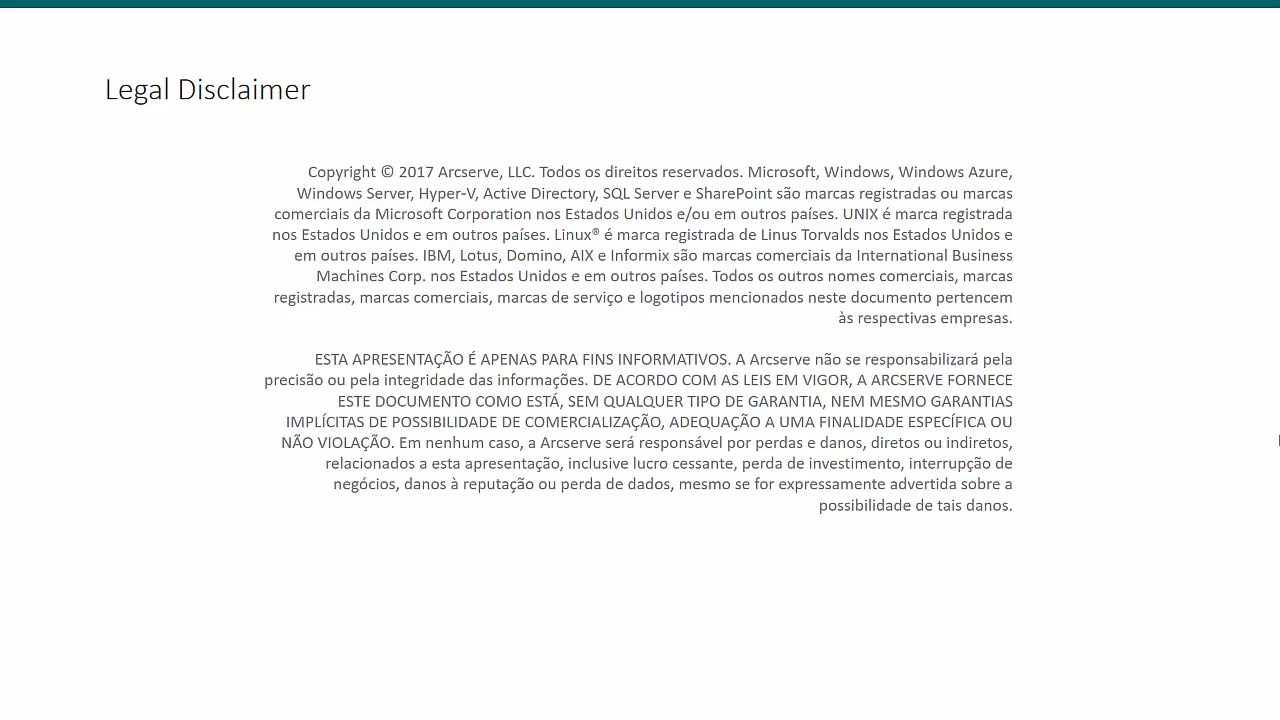 Legal Disclaimer
Copyright © 2017 Arcserve, LLC. Todos os direitos reservados. Microsoft, Windows, Windows Azure,
Windows Server, Hyper-V, Active Directory, SQL Server e SharePoint são marcas registradas ou marcas
comerciais da Microsoft Corporation nos Estados Unidos e/ou em outros países. UNIX é marca registrada
nos Estados Unidos e em outros países. Linux® é marca registrada de Linus Torvalds nos Estados Unidos e
em outros países. IBM, Lotus, Domino, AIX e Informix são marcas comerciais da International Business
Machines Corp. nos Estados Unidos e em outros países. Todos os outros nomes comerciais, marcas
registradas, marcas comerciais, marcas de serviço e logotipos mencionados neste documento pertencem
às respectivas empresas.
ESTA APRESENTAÇÃO É APENAS PARA FINS INFORMATIVOS. A Arcserve não se responsabilizará pela
precisão ou pela integridade das informações. DE ACORDO COM AS LEIS EM VIGOR, A ARCSERVE FORNECE
ESTE DOCUMENTO COMO ESTÁ, SEM QUALQUER TIPO DE GARANTIA, NEM MESMO GARANTIAS
IMPLÍCITAS DE POSSIBILIDADE DE COMERCIALIZAÇÃO, ADEQUAÇÃO A UMA FINALIDADE ESPECÍFICA OU
NÃO VIOLAÇÃO. Em nenhum caso, a Arcserve será responsável por perdas e danos, diretos ou indiretos,
relacionados a esta apresentação, inclusive lucro cessante, perda de investimento, interrupção de
negócios, danos à reputação ou perda de dados, mesmo se for expressamente advertida sobre a
possibilidade de tais danos.